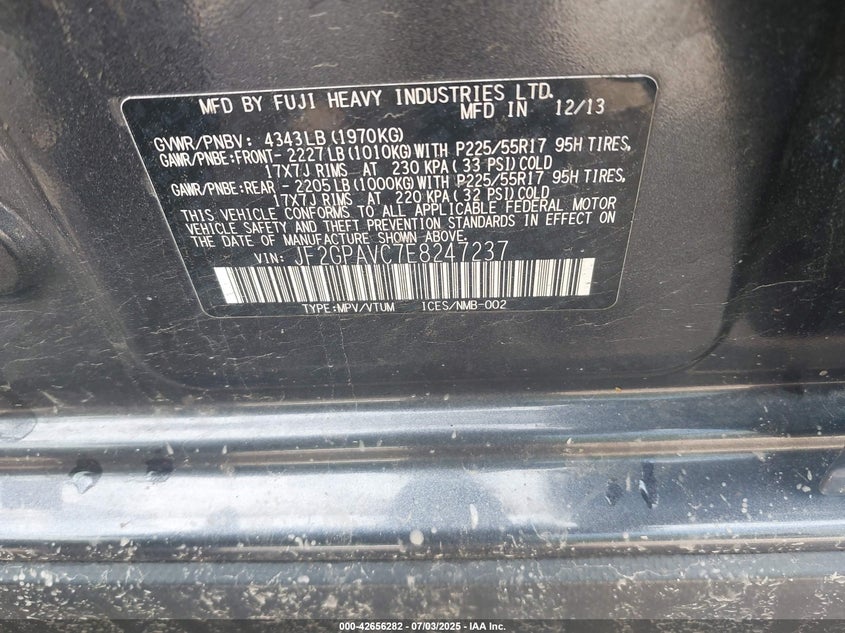 MFD BY FUJI HEAVY INDUSTRIES LTD.
MFD IN 12/13
GVWR/PNBV: 4343LB(1970KG)
GAWR/PNBE:FRONT-2227LB(1010KG)WITH P225/55R17 95H TIRES,
17X7J RIMS AT 230 KPA(33 PSI)COLD
GAWR/PNBE:REAR -2205LB(1000KG)WITH P225/55R17 95H TIRES,
17X7J RIMS AT 220 KPA(32 PSI)COLD
THIS VEHICLE CONFORMS TO ALL APPLICABLE FEDERAL MOTOR
VEHICLE SAFETY AND THEFT PREVENTION STANDARDS IN EFFECT ON
THE DATE OF MANUFACTURE SHOWN ABOVE.
VIN: JF2GPAVC7E8247237
TYPE:MPV/VTUM ICES/NMB-002
000-42656282 - 07/03/2025 - IAA Inc.